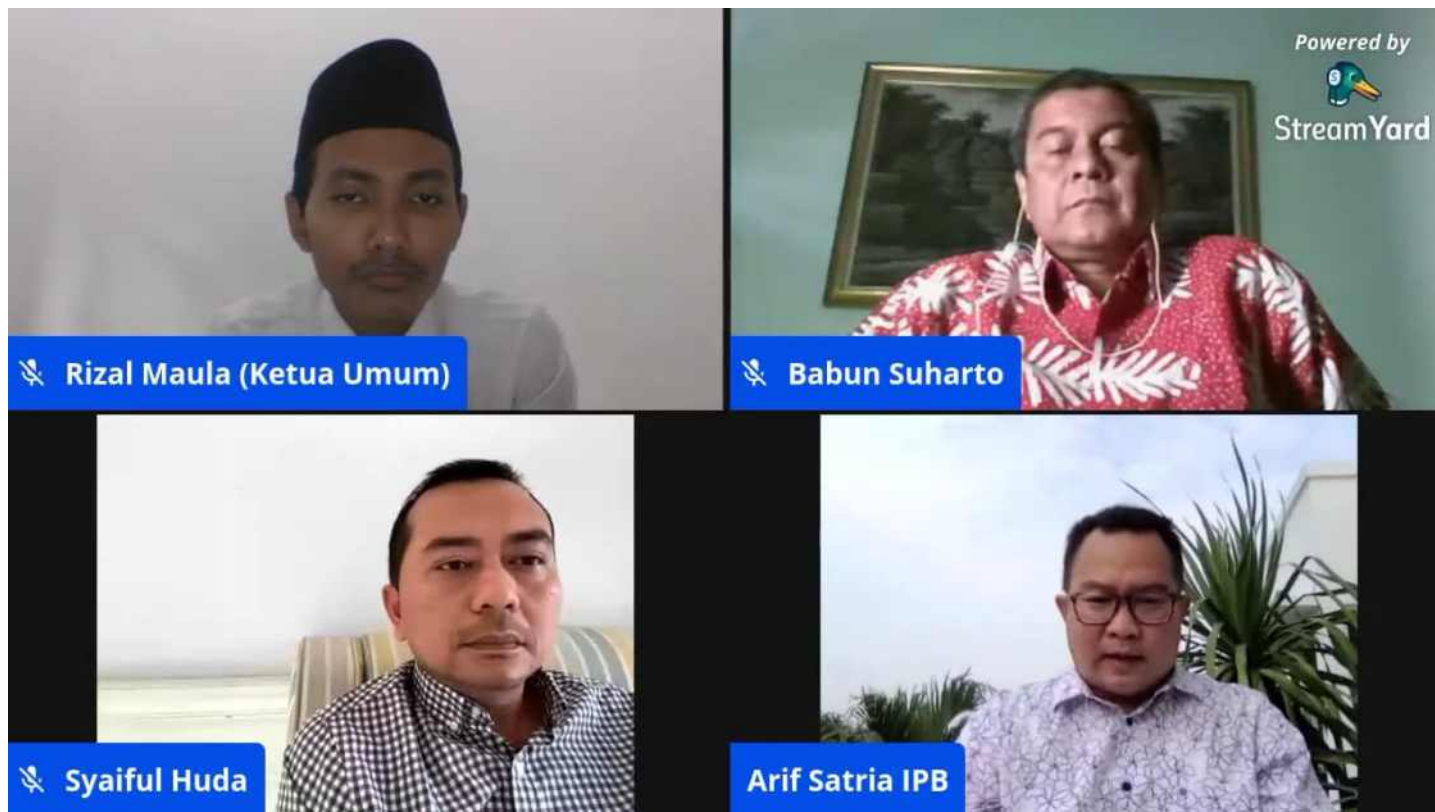 Powered by
StreamYard
Rizal Maula (Ketua Umum)
Babun Suharto
Syaiful Huda
Arif Satria IPB